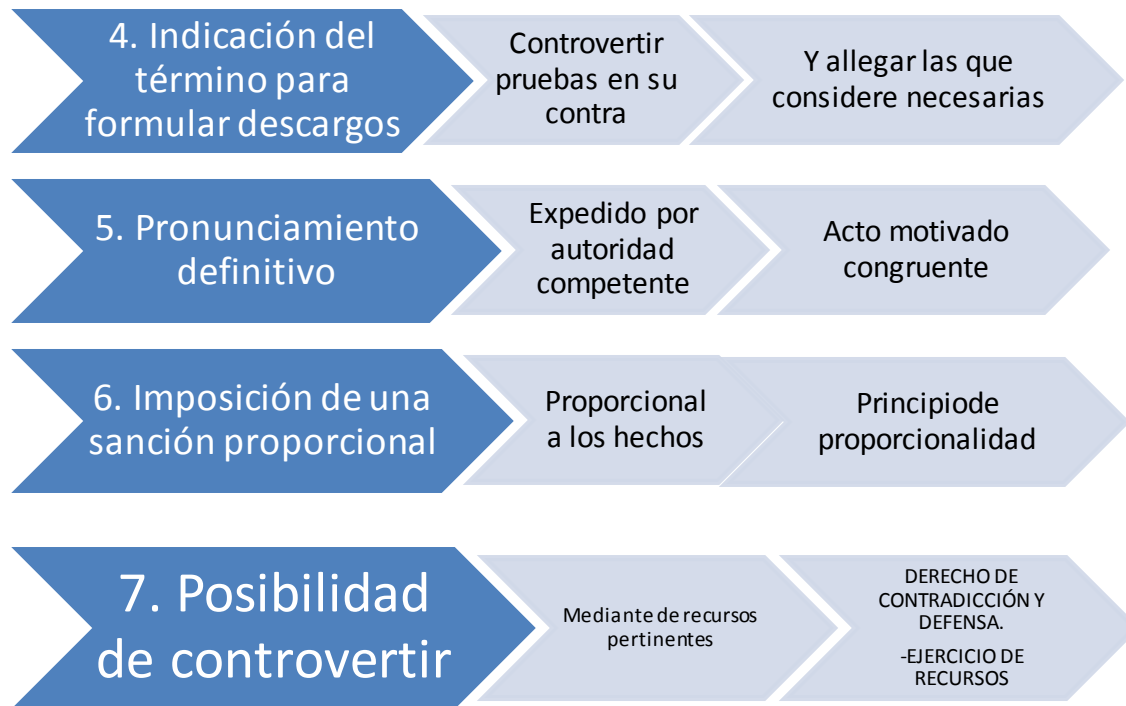 4. Indicación del
término para
formular descargos
Controvertir
pruebas en su
contra
Y allegar las que
considere necesarias
5. Pronunciamiento
definitivo
Expedido por
autoridad
competente
Acto motivado
congruente
6. Imposición de una
sanción proporcional
Proporcional
a los hechos
Principiode
proporcionalidad
7. Posibilidad
de controvertir
Mediante de recursos
pertinentes
DERECHO DE
CONTRADICCIÓN Y
DEFENSA.
-EJERCICIO DE
RECURSOS